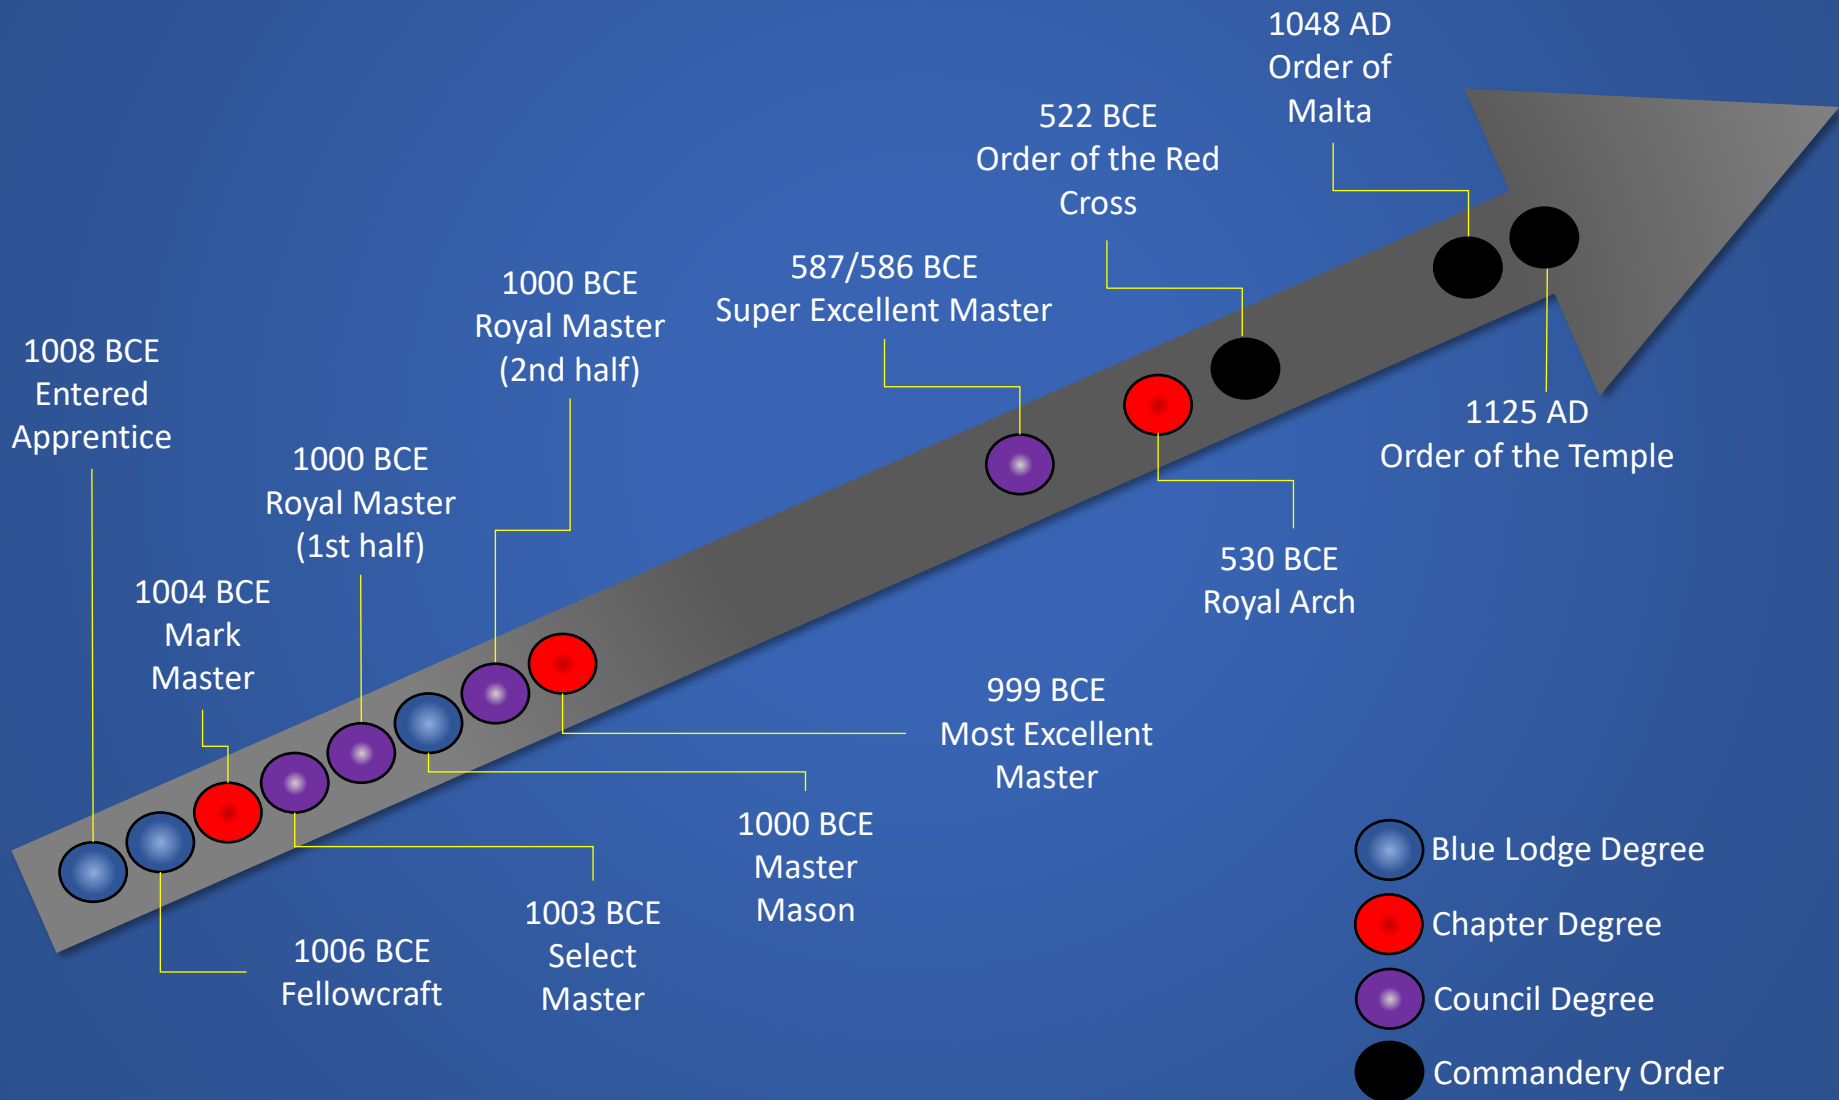 1048 AD
Order of
Malta
522 BCE
Order of the Red
Cross
587/586 BCE
Super Excellent Master
1000 BCE
Royal Master
(2nd half)
1008 BCE
Entered
Apprentice
1000 BCE
Royal Master
(1st half)
1004 BCE
Mark
Master
1125 AD
Order of the Temple
530 BCE
Royal Arch
999 BCE
Most Excellent
Master
1000 BCE
Master
Mason
1003 BCE
Select
Master
1006 BCE
Fellowcraft
Blue Lodge Degree
Chapter Degree
Council Degree
Commandery Order